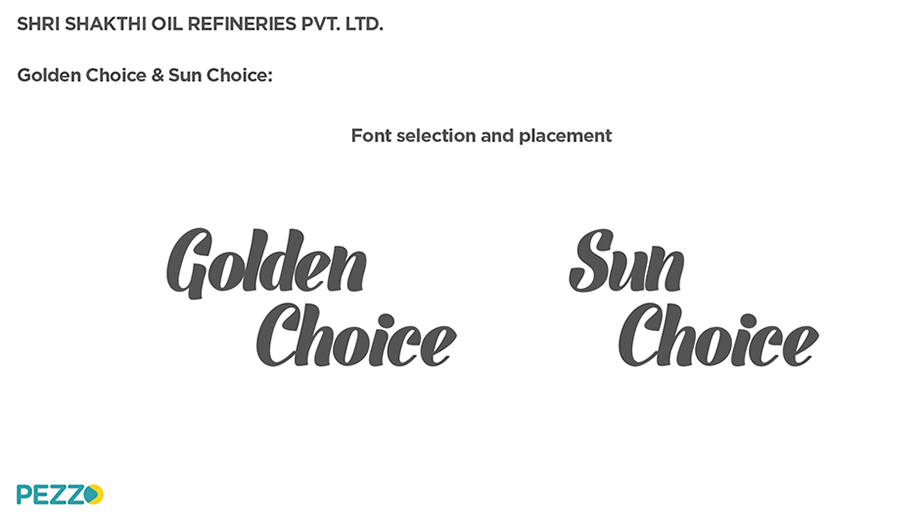 SHRI SHAKTHI OIL REFINERIES PVT. LTD.
Golden Choice & Sun Choice:
Font selection and placement
Golden
Choice
Sun
Choice
PEZZO